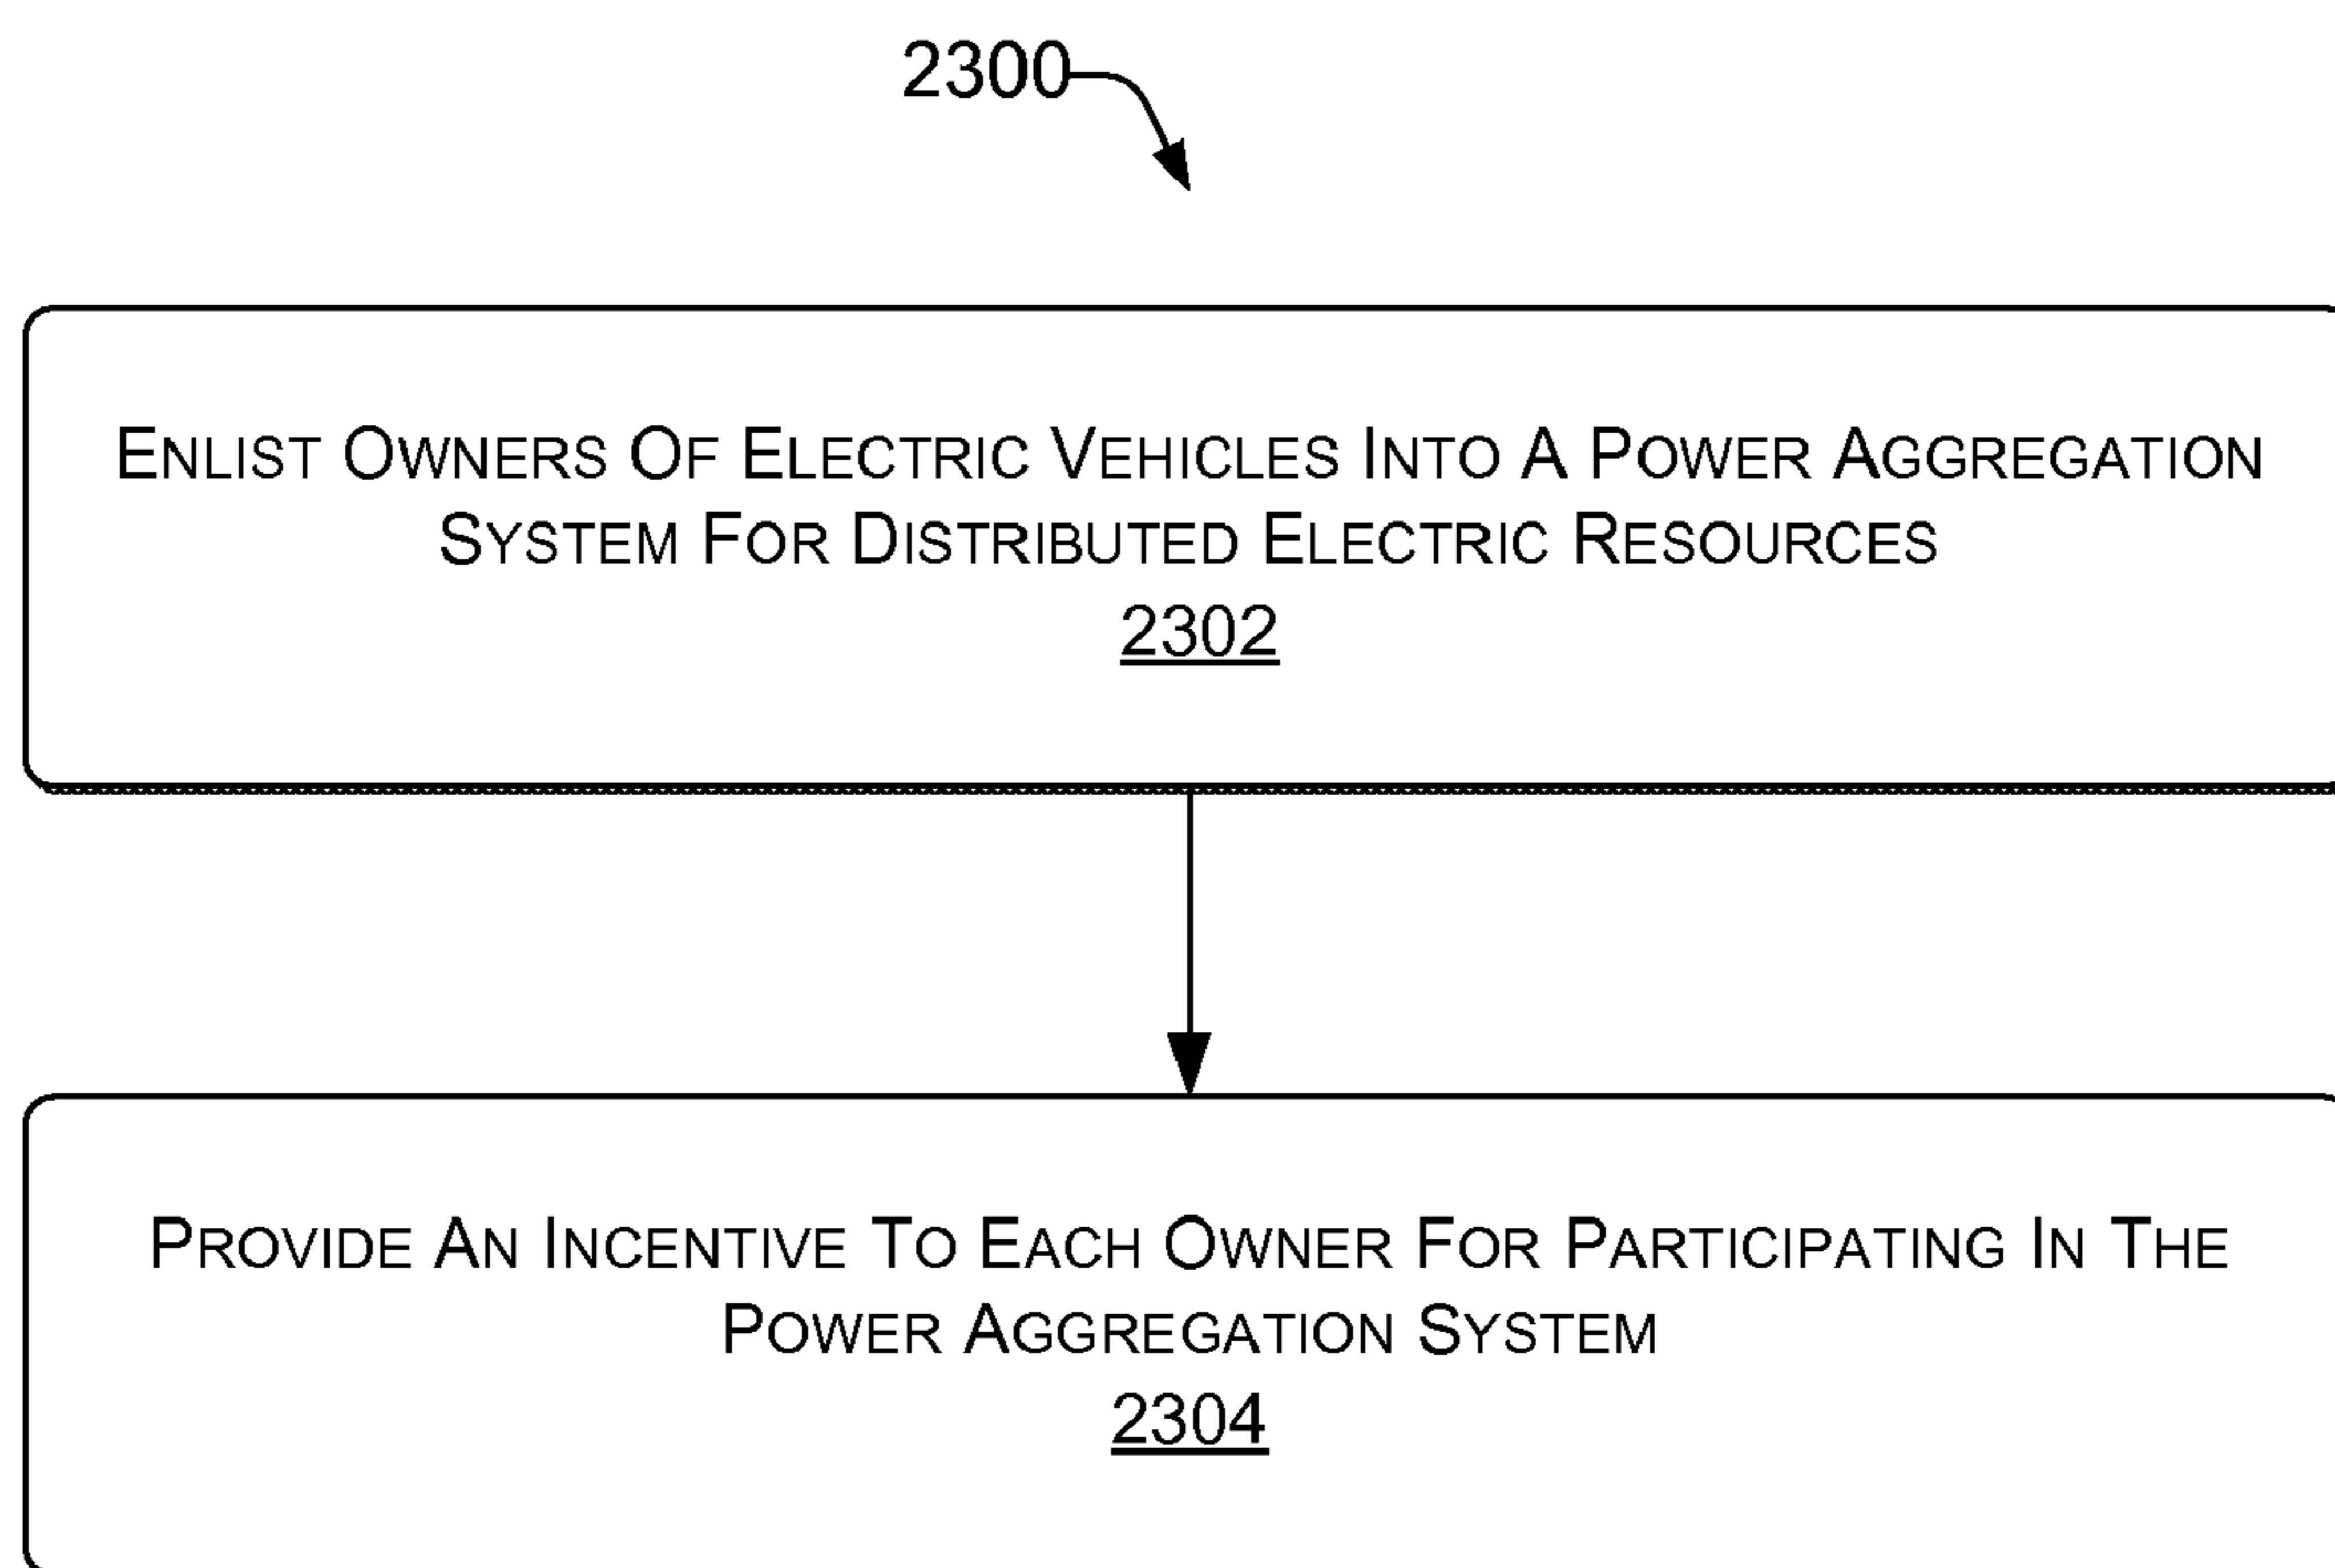 2300
ENLIST OWNERS OF ELECTRIC VEHICLES INTO A POWER AGGREGATION
SYSTEM FOR DISTRIBUTED ELECTRIC RESOURCES
2302
PROVIDE AN INCENTIVE TO EACH OWNER FOR PARTICIPATING IN THE
POWER AGGREGATION SYSTEM
2304